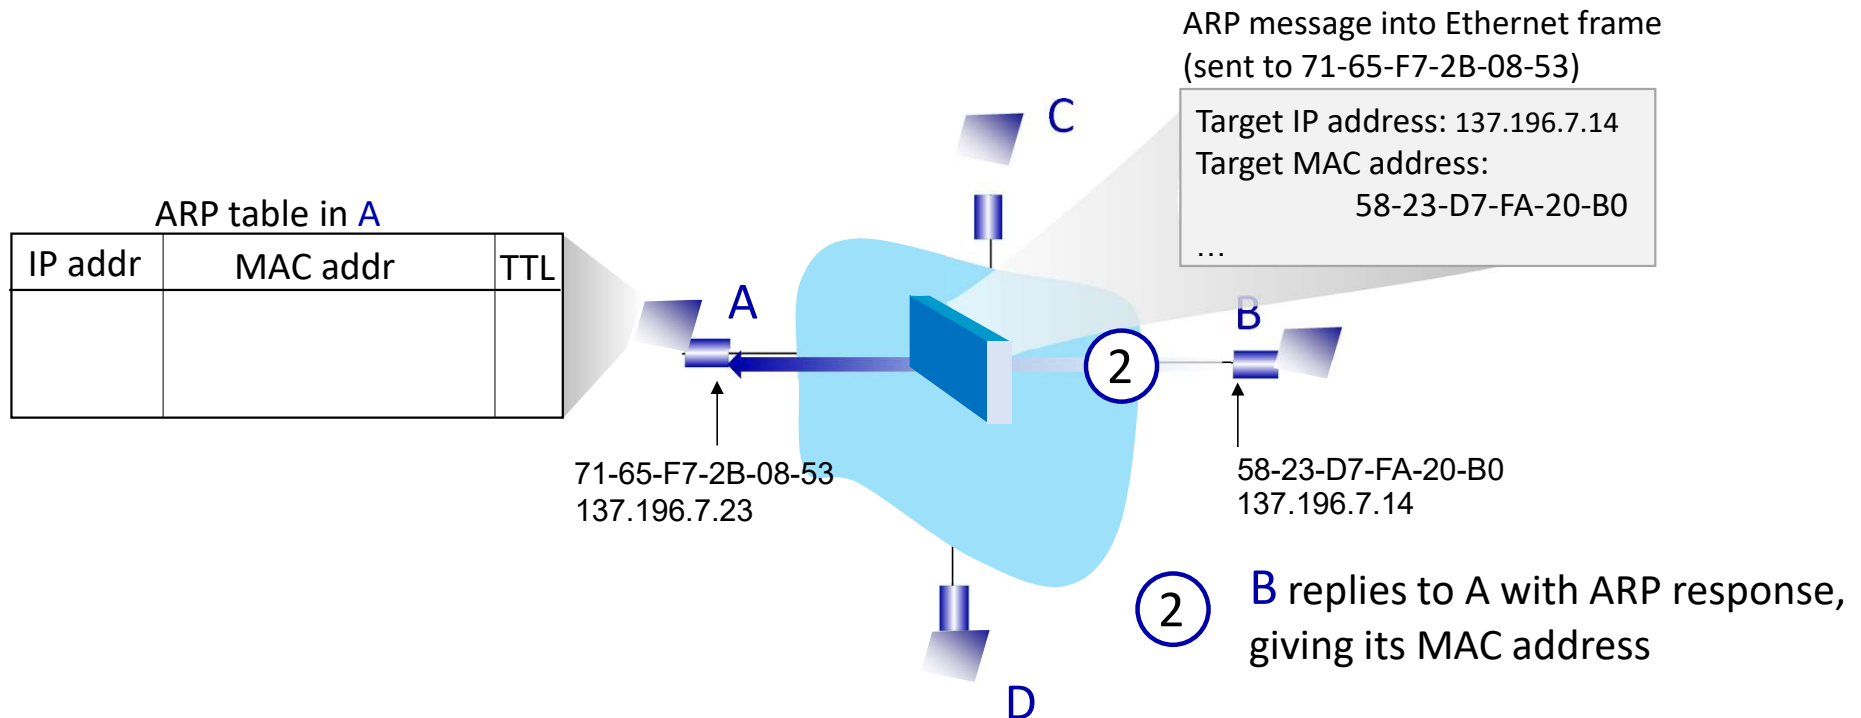 ARP message into Ethernet frame
(sent to 71-65-F7-2B-08-53)
Target IP address: 137.196.7.14
Target MAC address:
58-23-D7-FA-20-B0
...
C
ARP table in A
IP addr MAC addr TTL
A
B
2
71-65-F7-2B-08-53
137.196.7.23
58-23-D7-FA-20-B0
137.196.7.14
2 B replies to A with ARP response,
giving its MAC address
D